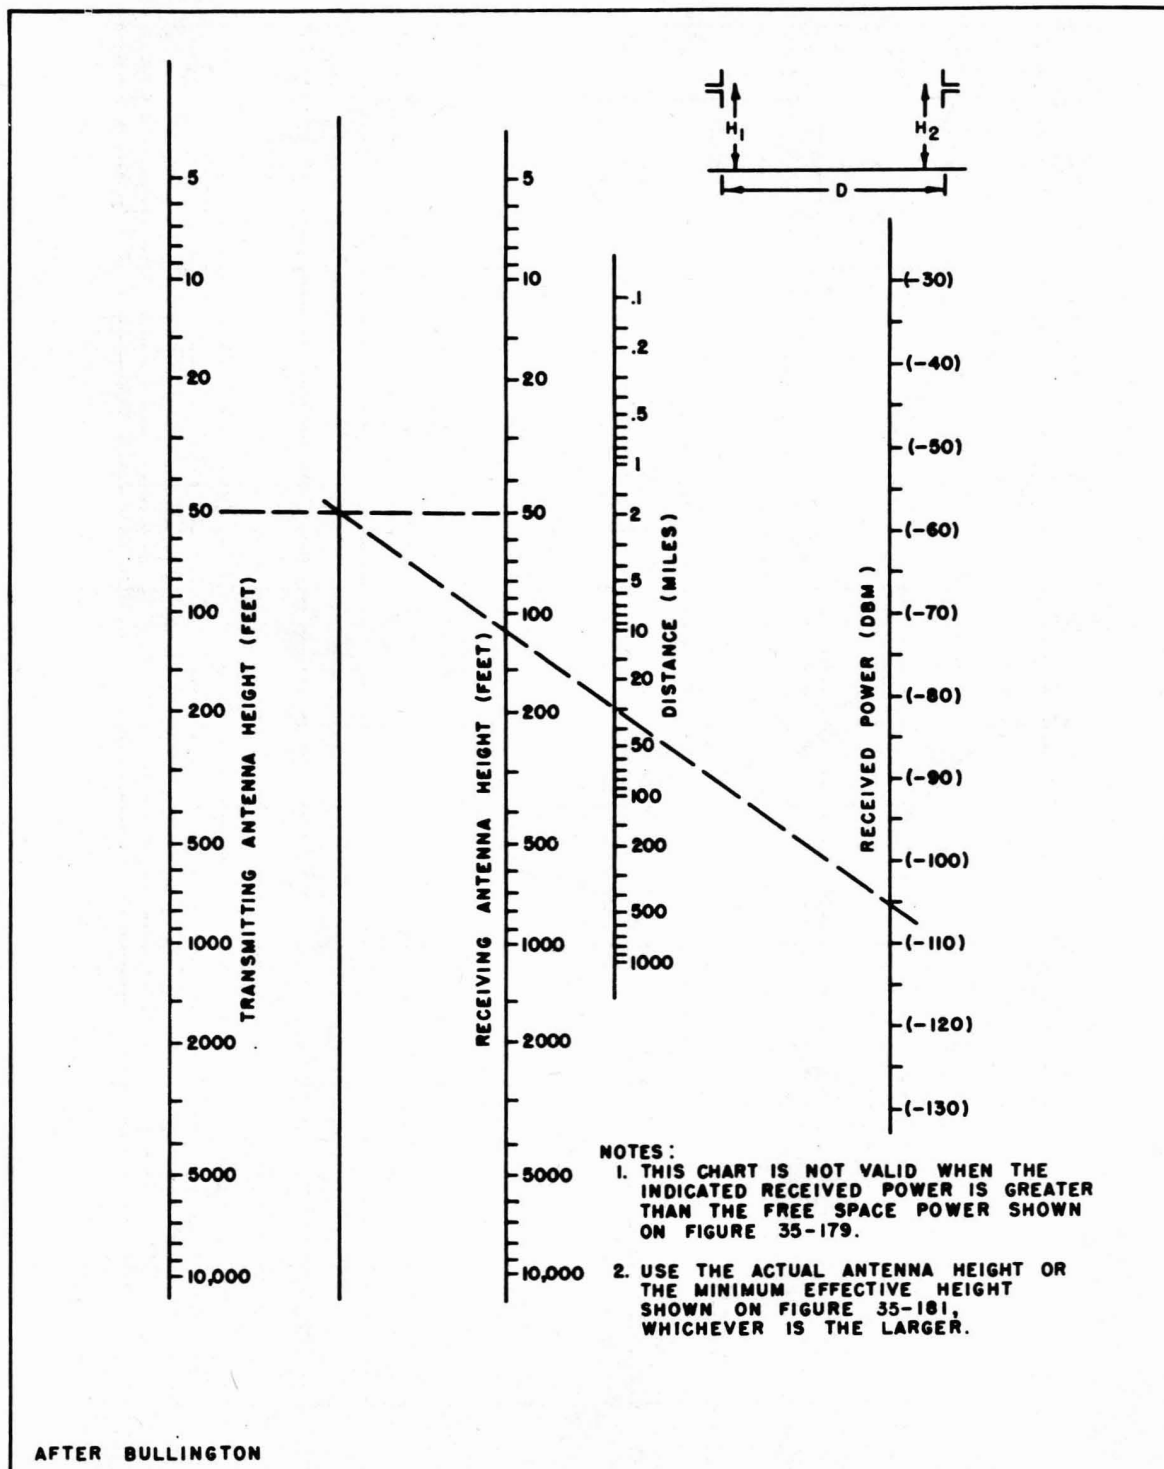 5
10
20
50
100
200
500
1000
2000
5000
10,000
TRANSMITTING ANTENNA HEIGHT (FEET)
5
10
20
50
100
200
500
1000
2000
5000
10,000
RECEIVING ANTENNA HEIGHT (FEET)
.1
.2
.5
1
2
5
10
20
50
100
200
500
1000
DISTANCE (MILES)
H1
H2
D
(-30)
(-40)
(-50)
(-60)
(-70)
(-80)
(-90)
(-100)
(-110)
(-120)
(-130)
RECEIVED POWER (DBM)
NOTES:
1. THIS CHART IS NOT VALID WHEN THE
INDICATED RECEIVED POWER IS GREATER
THAN THE FREE SPACE POWER SHOWN
ON FIGURE 35-179.
2. USE THE ACTUAL ANTENNA HEIGHT OR
THE MINIMUM EFFECTIVE HEIGHT
SHOWN ON FIGURE 35-181,
WHICHEVER IS THE LARGER.
AFTER BULLINGTON